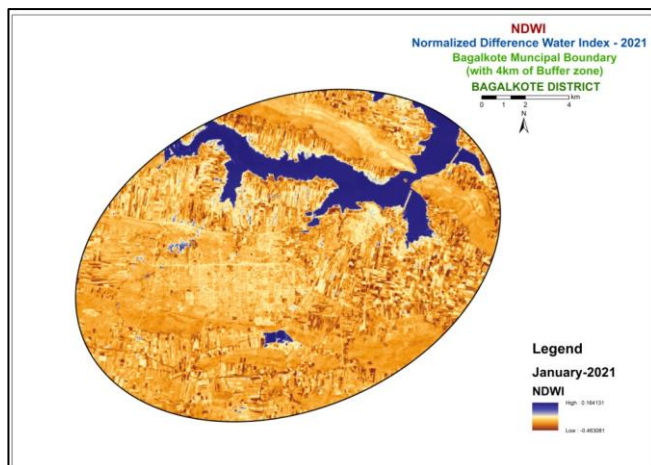 NDWI
Normalized Difference Water Index - 2021
Bagalkote Muncipal Boundary
(with 4km of Buffer zone)
BAGALKOTE DISTRICT
0 1 2 4
km
N
Legend
January-2021
NDWI
High : 0.164131
Low : -0.463081